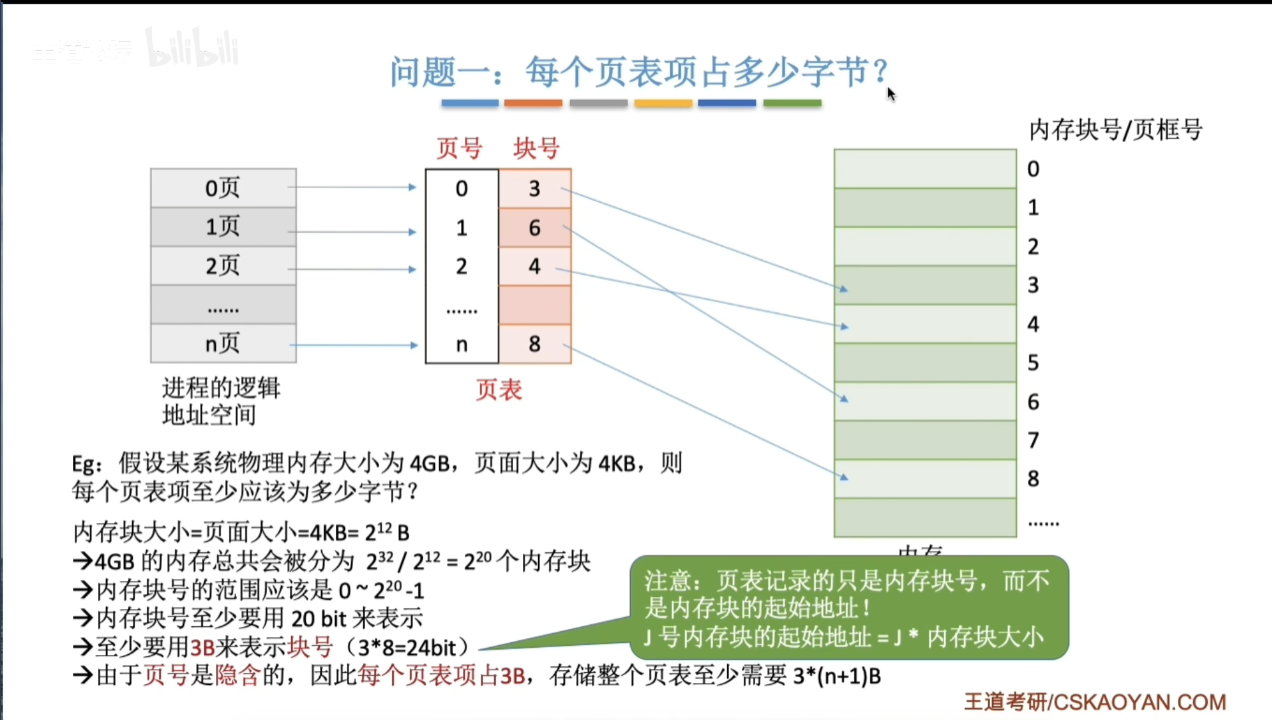 bilibili
问题一：每个页表项占多少字节？
内存块号/页框号
页号 块号
0页 0 3 0
1页 1 6 1
2页 2 4 2
...... ...... 3
n页 n 8 4
5
6
7
8
......
进程的逻辑
地址空间
页表
内存
Eg：假设某系统物理内存大小为 4GB，页面大小为 4KB，则
每个页表项至少应该为多少字节？
内存块大小=页面大小=4KB= 2¹² B
→4GB 的内存总共会被分为 2³² / 2¹² = 2²⁰ 个内存块
→内存块号的范围应该是 0 ~ 2²⁰ -1
→内存块号至少要用 20 bit 来表示
→至少要用3B来表示块号（3*8=24bit）
→由于页号是隐含的，因此每个页表项占3B，存储整个页表至少需要 3*(n+1)B
注意：页表记录的只是内存块号，而不
是内存块的起始地址！
J 号内存块的起始地址 = J * 内存块大小
王道考研/CSKAOYAN.COM